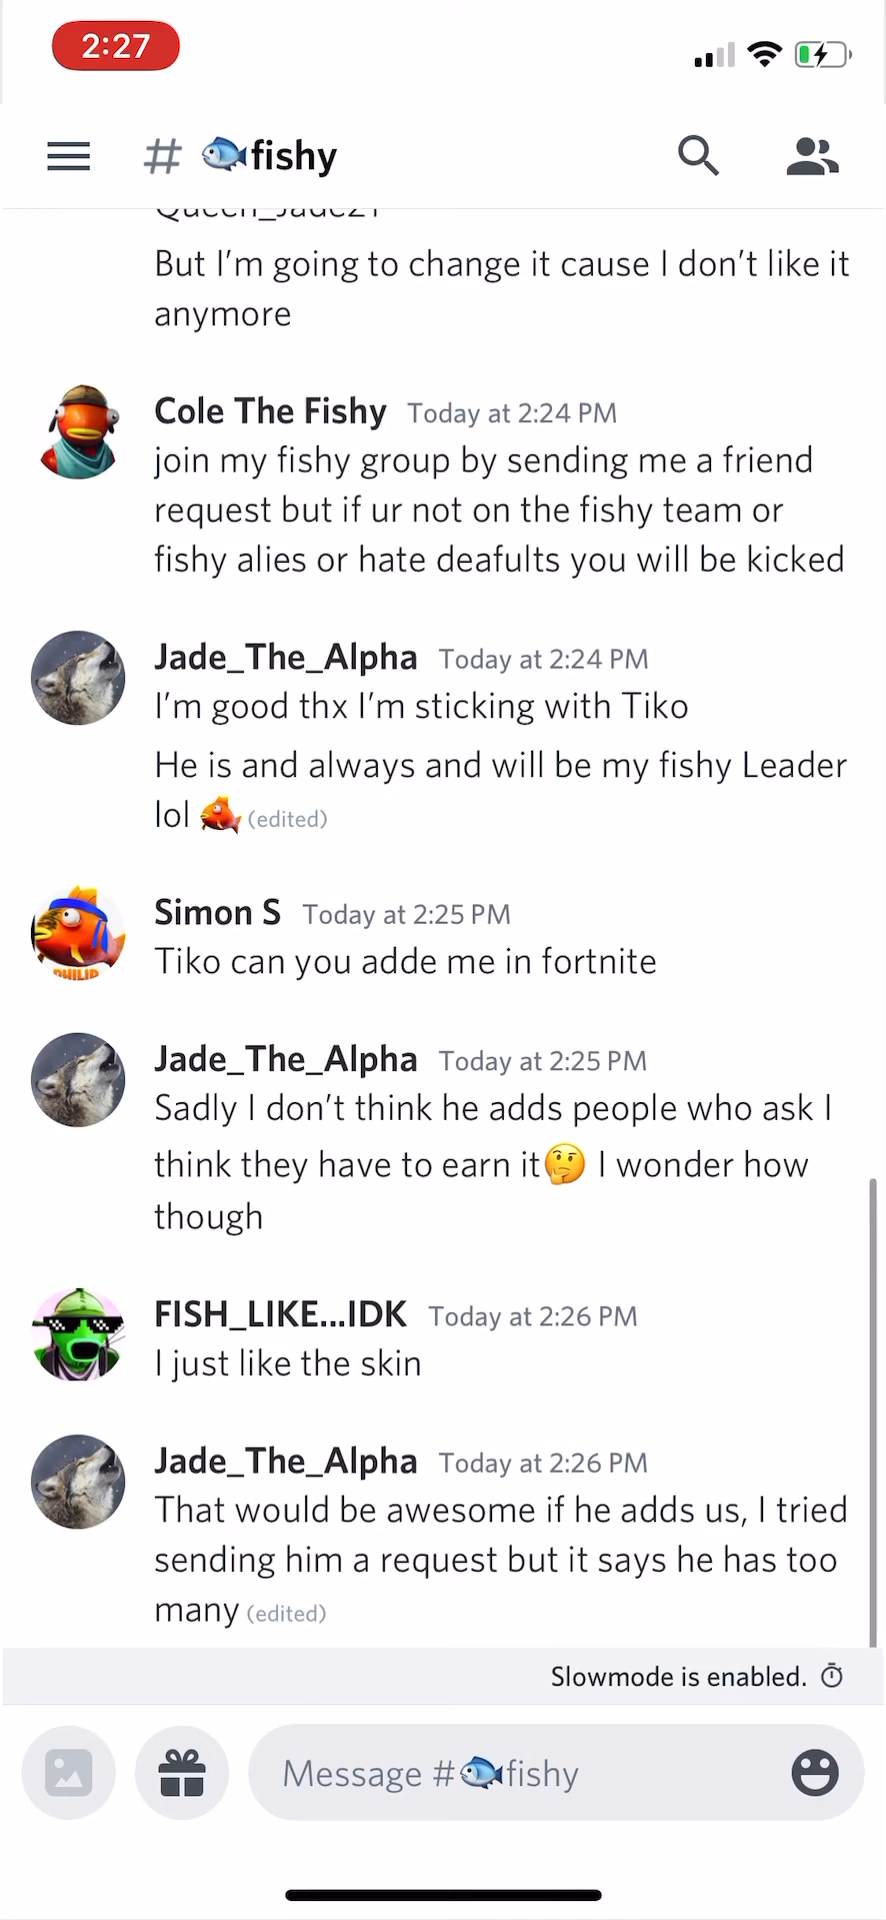 2:27
# 🐟fishy
But I'm going to change it cause I don't like it
anymore
Cole The Fishy Today at 2:24 PM
join my fishy group by sending me a friend
request but if ur not on the fishy team or
fishy alies or hate deafults you will be kicked
Jade_The_Alpha Today at 2:24 PM
I'm good thx I'm sticking with Tiko
He is and always and will be my fishy Leader
lol (edited)
Simon S Today at 2:25 PM
PHILIP
Tiko can you adde me in fortnite
Jade_The_Alpha Today at 2:25 PM
Sadly I don't think he adds people who ask I
think they have to earn it🤔 I wonder how
though
FISH_LIKE...IDK Today at 2:26 PM
I just like the skin
Jade_The_Alpha Today at 2:26 PM
That would be awesome if he adds us, I tried
sending him a request but it says he has too
many (edited)
Slowmode is enabled.
Message #🐟fishy